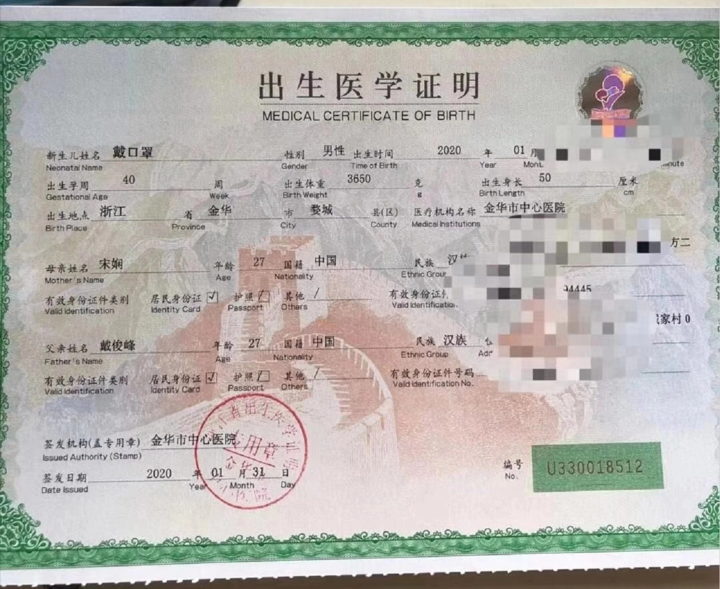 出生医学证明
MEDICAL CERTIFICATE OF BIRTH
新生儿姓名 戴口罩 性别 男性 出生时间 2020 年 01 月
Neonatal Name Gender Time of Birth Year Mon
出生孕周 40 周 出生体重 3650 克 出生身长 50 厘米
Gestational Age Week Birth Weight g Birth Length cm
出生地点 浙江 省 金华 市 婺城 县(区) 医疗机构名称 金华市中心医院
Birth Place Province City County Medical Institutions
方二
母亲姓名 宋娴 年龄 27 国籍 中国 民族
Mother's Name Age Nationality Ethnic Group
有效身份证件类别 居民身份证 ✓ 护照 / 其他 / 有效身份证件
Valid Identification Identity Card Passport Others Valid Identification
家村 0
父亲姓名 戴俊峰 年龄 27 国籍 中国 民族 汉族
Father's Name Age Nationality Ethnic Group
有效身份证件类别 居民身份证 ✓ 护照 / 其他 / 有效身份证件号码
Valid Identification Identity Card Passport Others Valid Identification No.
签发机构(盖专用章) 金华市中心医院
Issued Authority (Stamp)
专用章
签发日期 2020 年 01 月 31 日
Date Issued Year Month Day
编号 U330018512
No.